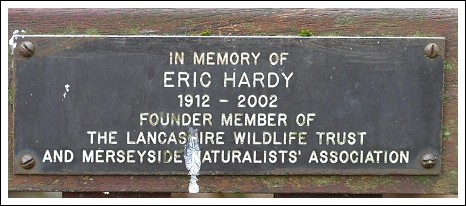 IN MEMORY OF
ERIC HARDY
1912 - 2002
FOUNDER MEMBER OF
THE LANCASHIRE WILDLIFE TRUST
AND MERSEYSIDE NATURALISTS' ASSOCIATION